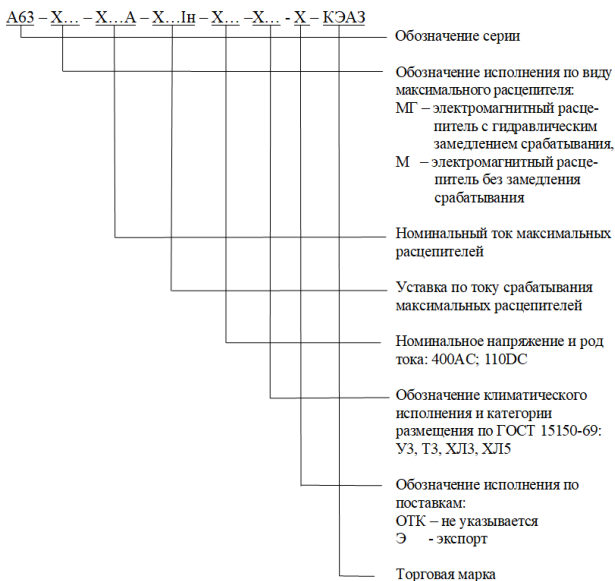 А63 – Х... – Х...А – Х...Iн – Х... –Х... - Х – КЭАЗ
Обозначение серии
Обозначение исполнения по виду
максимального расцепителя:
МГ – электромагнитный расце-
питель с гидравлическим
замедлением срабатывания,
М – электромагнитный расце-
питель без замедления
срабатывания
Номинальный ток максимальных
расцепителей
Уставка по току срабатывания
максимальных расцепителей
Номинальное напряжение и род
тока: 400AC; 110DC
Обозначение климатического
исполнения и категории
размещения по ГОСТ 15150-69:
У3, Т3, ХЛ3, ХЛ5
Обозначение исполнения по
поставкам:
ОТК – не указывается
Э - экспорт
Торговая марка